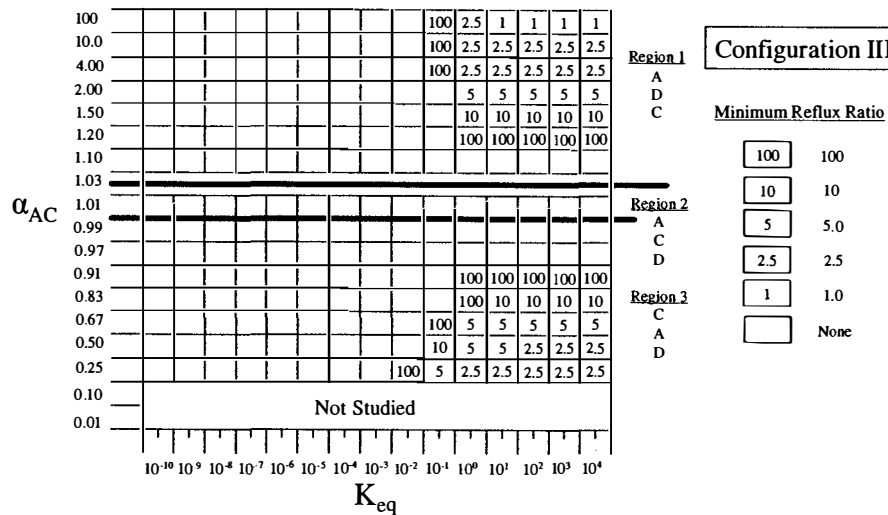 Configuration III
100 100 2.5 1 1 1 1
10.0 100 2.5 2.5 2.5 2.5 2.5
4.00 100 2.5 2.5 2.5 2.5 2.5
2.00 5 5 5 5 5
1.50 10 10 10 10 10
1.20 100 100 100 100 100
1.10
1.03
1.01
α_AC
0.99
0.97
0.91 100 100 100 100 100
0.83 100 10 10 10 10
0.67 100 5 5 5 5 5
0.50 10 5 5 2.5 2.5 2.5
0.25 100 5 2.5 2.5 2.5 2.5 2.5
0.10
0.01
Not Studied
10^-10 10^-9 10^-8 10^-7 10^-6 10^-5 10^-4 10^-3 10^-2 10^-1 10^0 10^1 10^2 10^3 10^4
K_eq
Region 1
A
D
C
Region 2
A
C
D
Region 3
C
A
D
Minimum Reflux Ratio
100 100
10 10
5 5.0
2.5 2.5
1 1.0
None